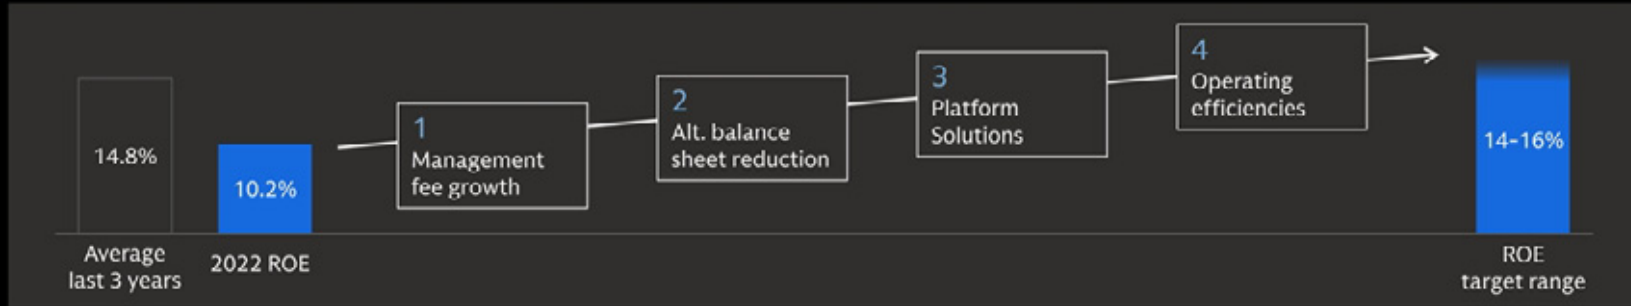 14.8%
Average
last 3 years
10.2%
2022 ROE
1
Management
fee growth
2
Alt. balance
sheet reduction
3
Platform
Solutions
4
Operating
efficiencies
14-16%
ROE
target range